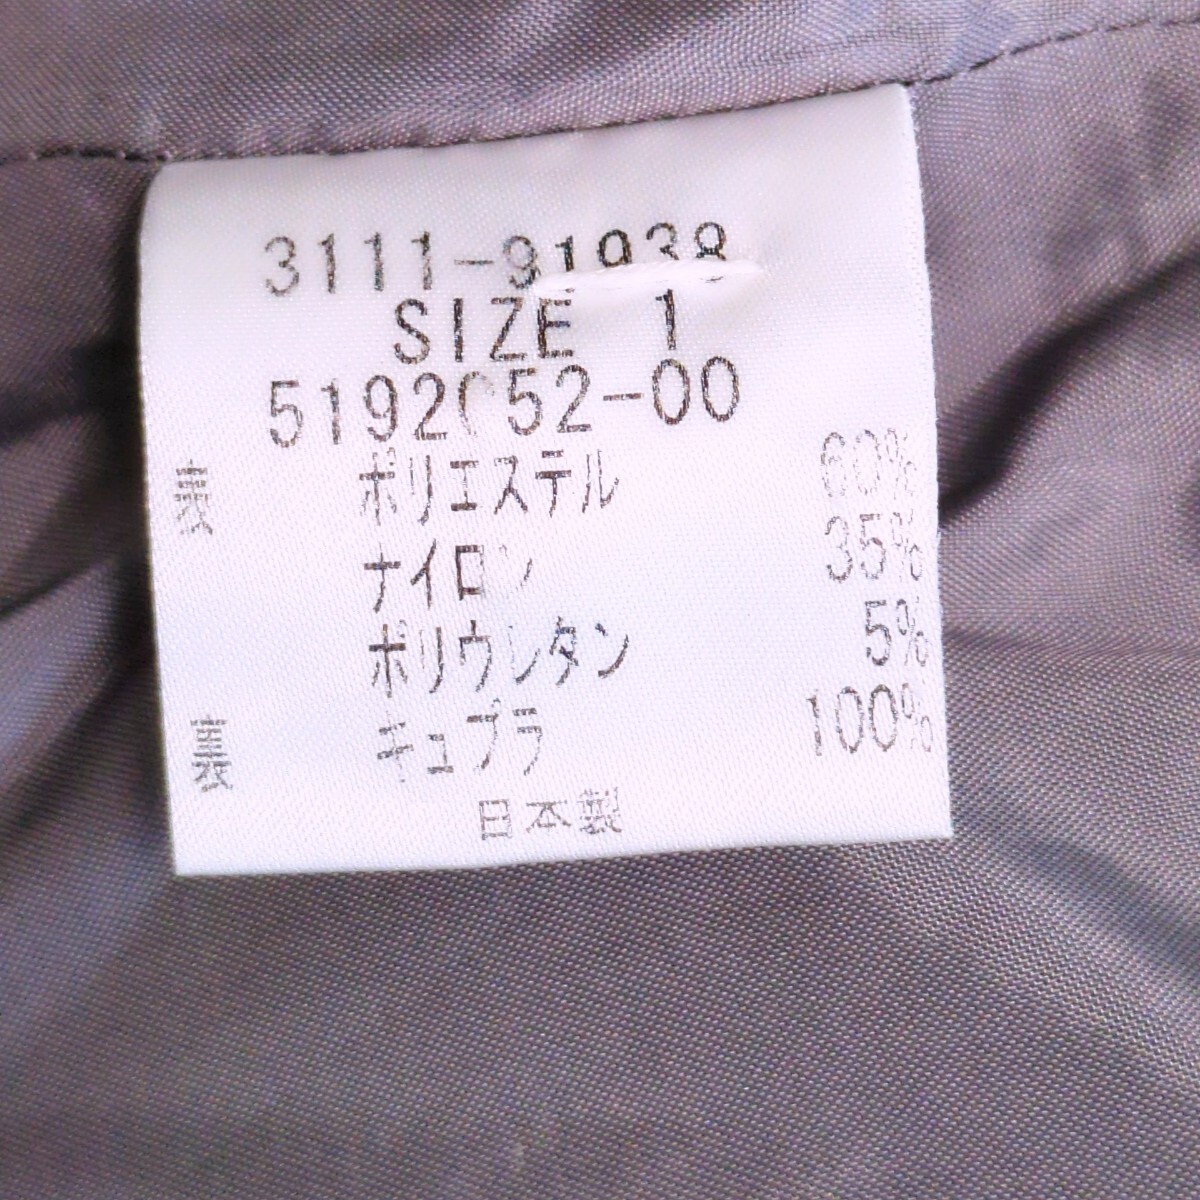 3111-91938
SIZE 1
5192052-00
表 ポリエステル 60%
ナイロン 35%
ポリウレタン 5%
裏 キュプラ 100%
日本製